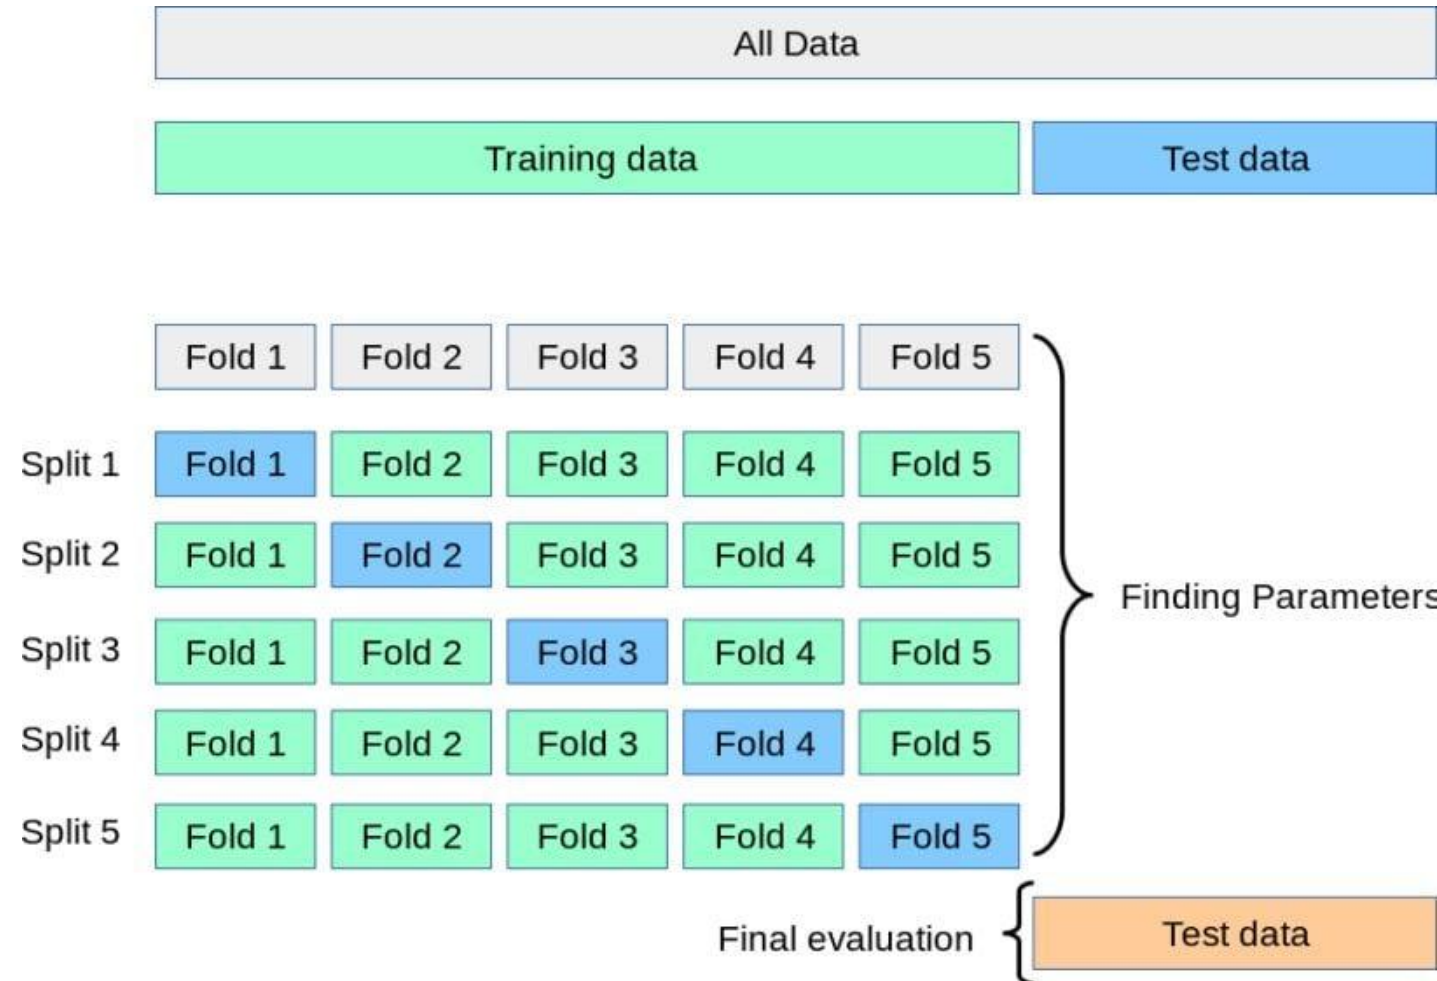 All Data
Training data Test data
Fold 1 Fold 2 Fold 3 Fold 4 Fold 5
Split 1 Fold 1 Fold 2 Fold 3 Fold 4 Fold 5
Split 2 Fold 1 Fold 2 Fold 3 Fold 4 Fold 5
Finding Parameters
Split 3 Fold 1 Fold 2 Fold 3 Fold 4 Fold 5
Split 4 Fold 1 Fold 2 Fold 3 Fold 4 Fold 5
Split 5 Fold 1 Fold 2 Fold 3 Fold 4 Fold 5
Final evaluation Test data